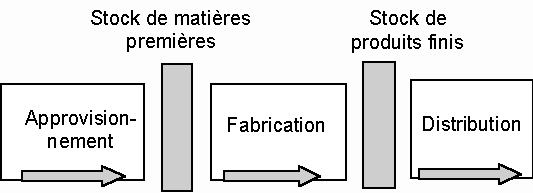 Stock de matières
premières
Stock de
produits finis
Approvision-
nement
Fabrication
Distribution